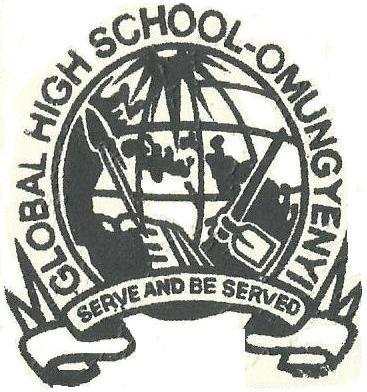 GLOBAL HIGH SCHOOL-OMUNGYENYI
SERVE AND BE SERVED